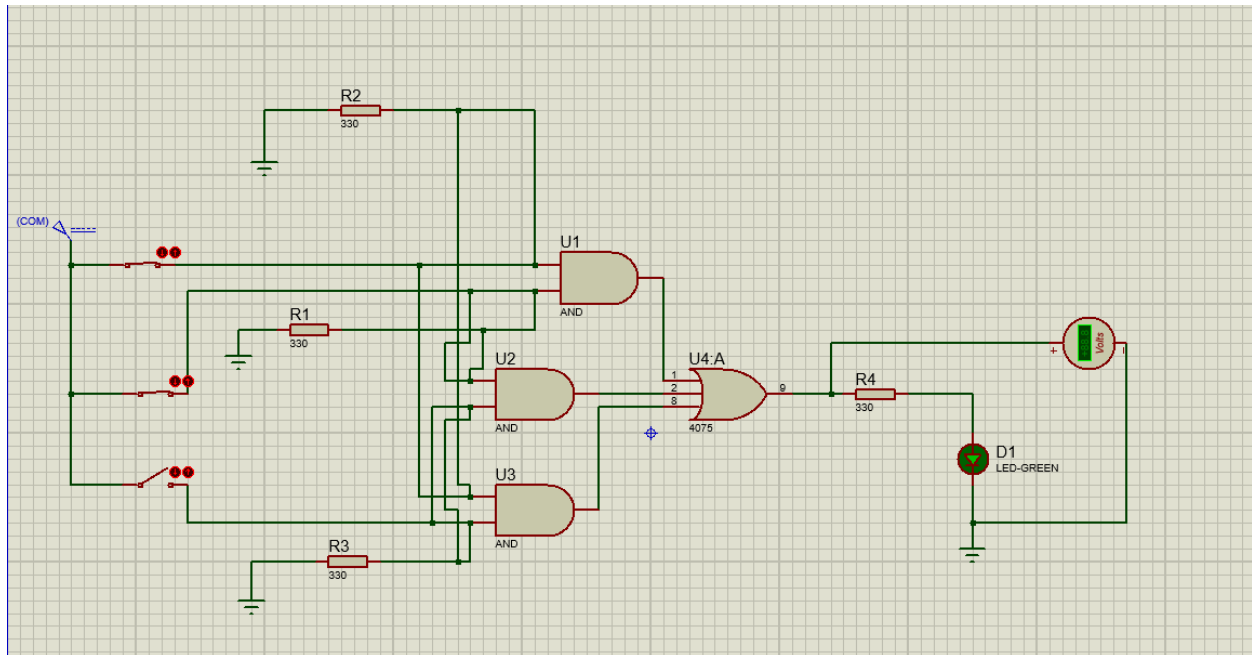 R2
330
(COM)
U1
AND
R1
330
U2
AND
U4:A
1
2
8
9
4075
R4
330
Volts
+
D1
LED-GREEN
U3
AND
R3
330